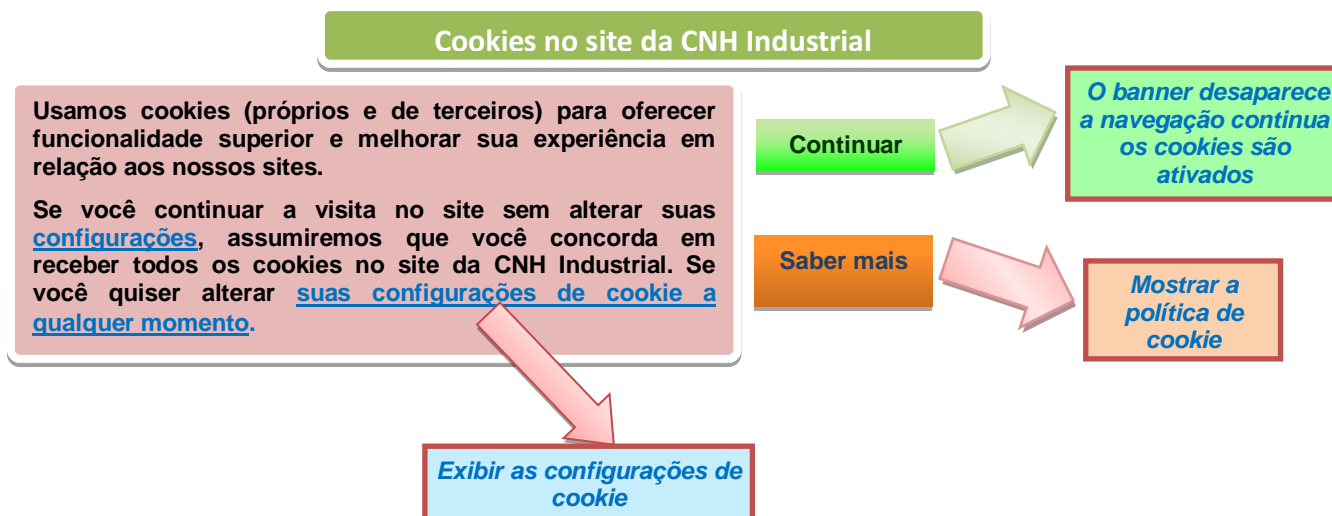 Cookies no site da CNH Industrial
Usamos cookies (próprios e de terceiros) para oferecer
funcionalidade superior e melhorar sua experiência em
relação aos nossos sites.
Se você continuar a visita no site sem alterar suas
configurações, assumiremos que você concorda em
receber todos os cookies no site da CNH Industrial. Se
você quiser alterar suas configurações de cookie a
qualquer momento.
Continuar
O banner desaparece
a navegação continua
os cookies são
ativados
Saber mais
Mostrar a
política de
cookie
Exibir as configurações de
cookie